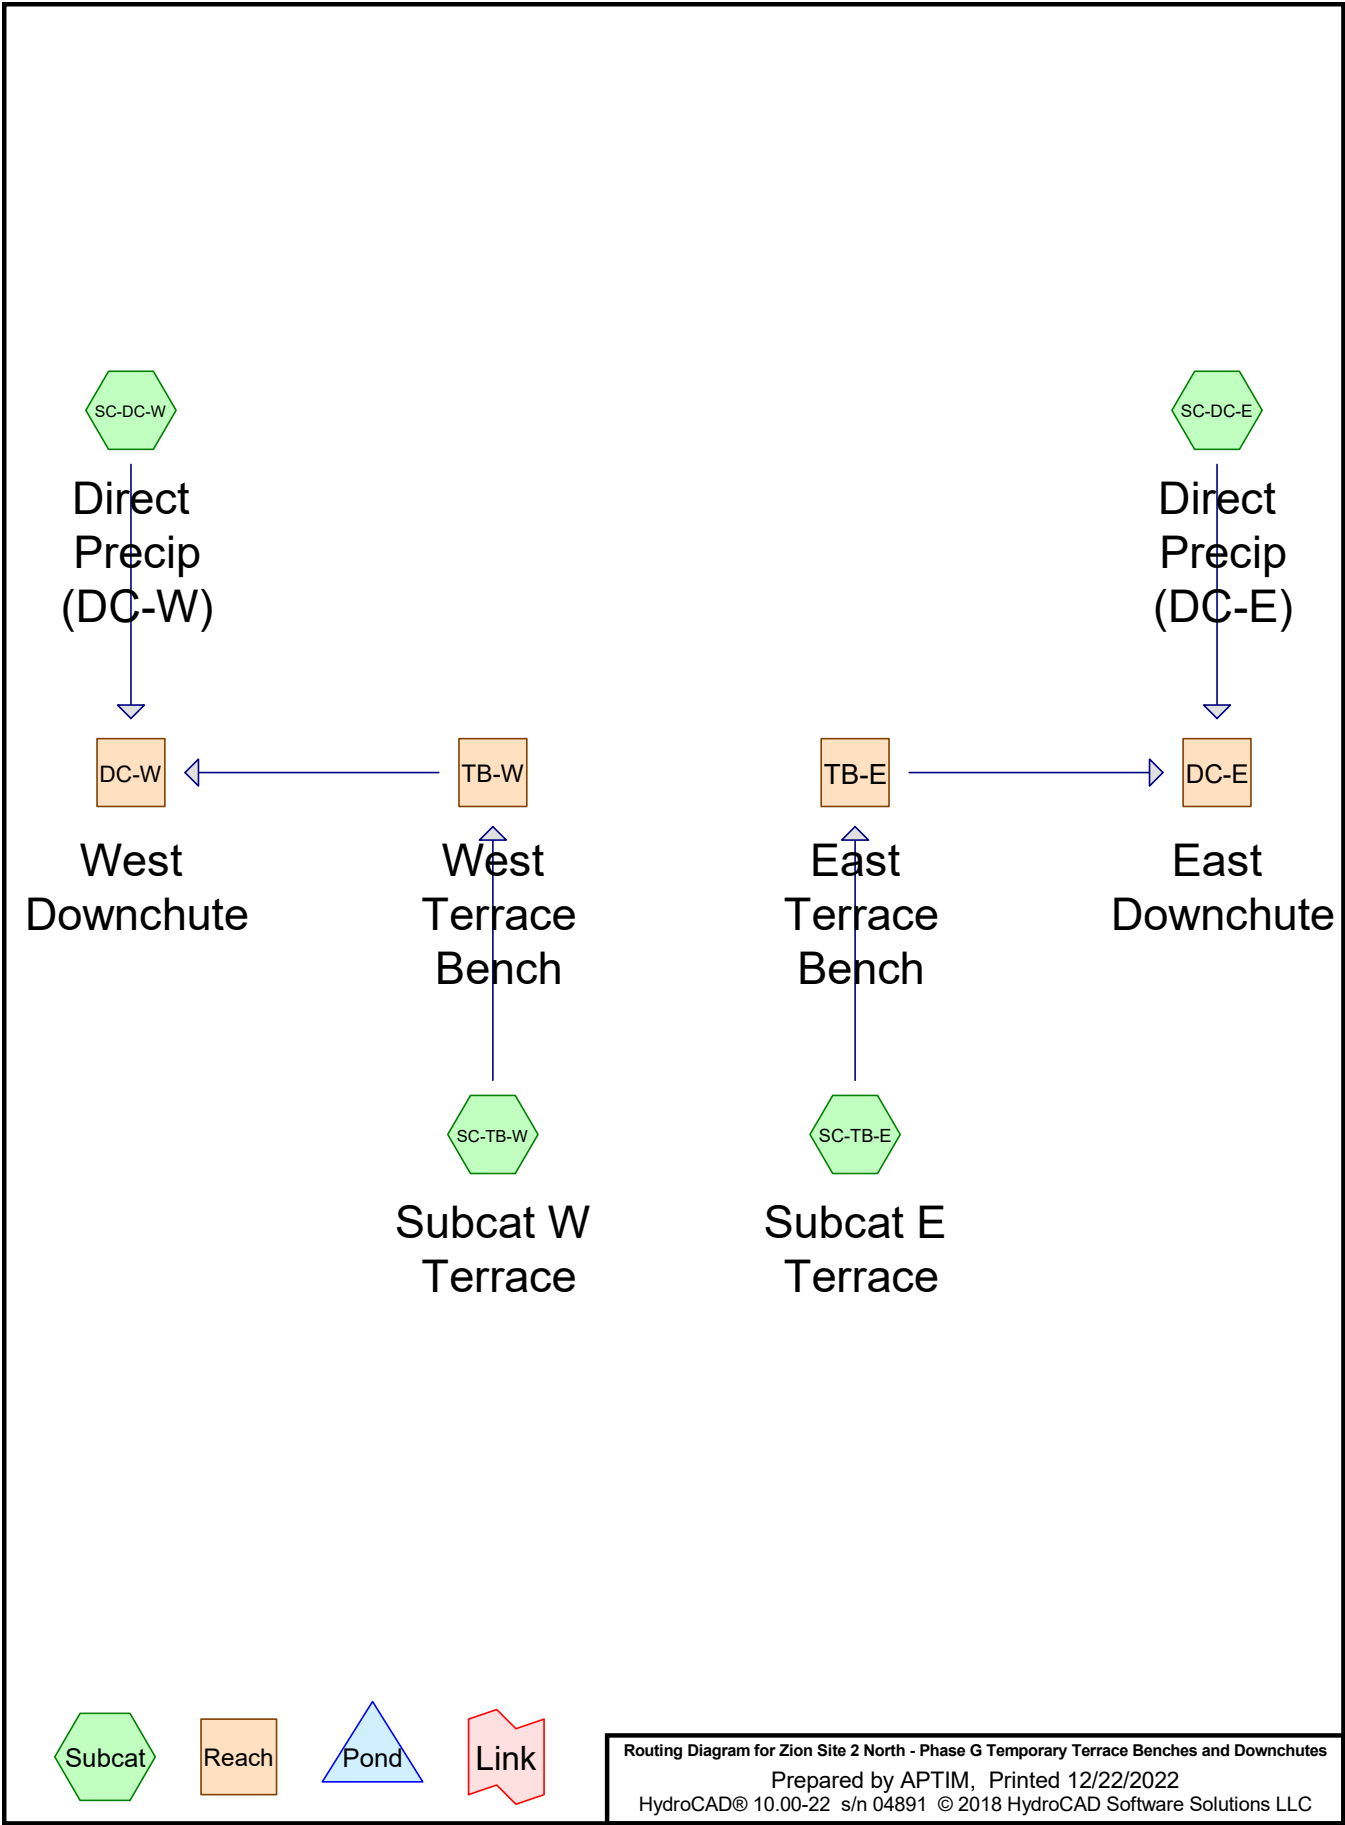 SC-DC-W
Direct
Precip
(DC-W)
SC-DC-E
Direct
Precip
(DC-E)
DC-W
West
Downchute
TB-W
West
Terrace
Bench
TB-E
East
Terrace
Bench
DC-E
East
Downchute
SC-TB-W
Subcat W
Terrace
SC-TB-E
Subcat E
Terrace
Subcat
Reach
Pond
Link
Routing Diagram for Zion Site 2 North - Phase G Temporary Terrace Benches and Downchutes
Prepared by APTIM, Printed 12/22/2022
HydroCAD® 10.00-22 s/n 04891 © 2018 HydroCAD Software Solutions LLC